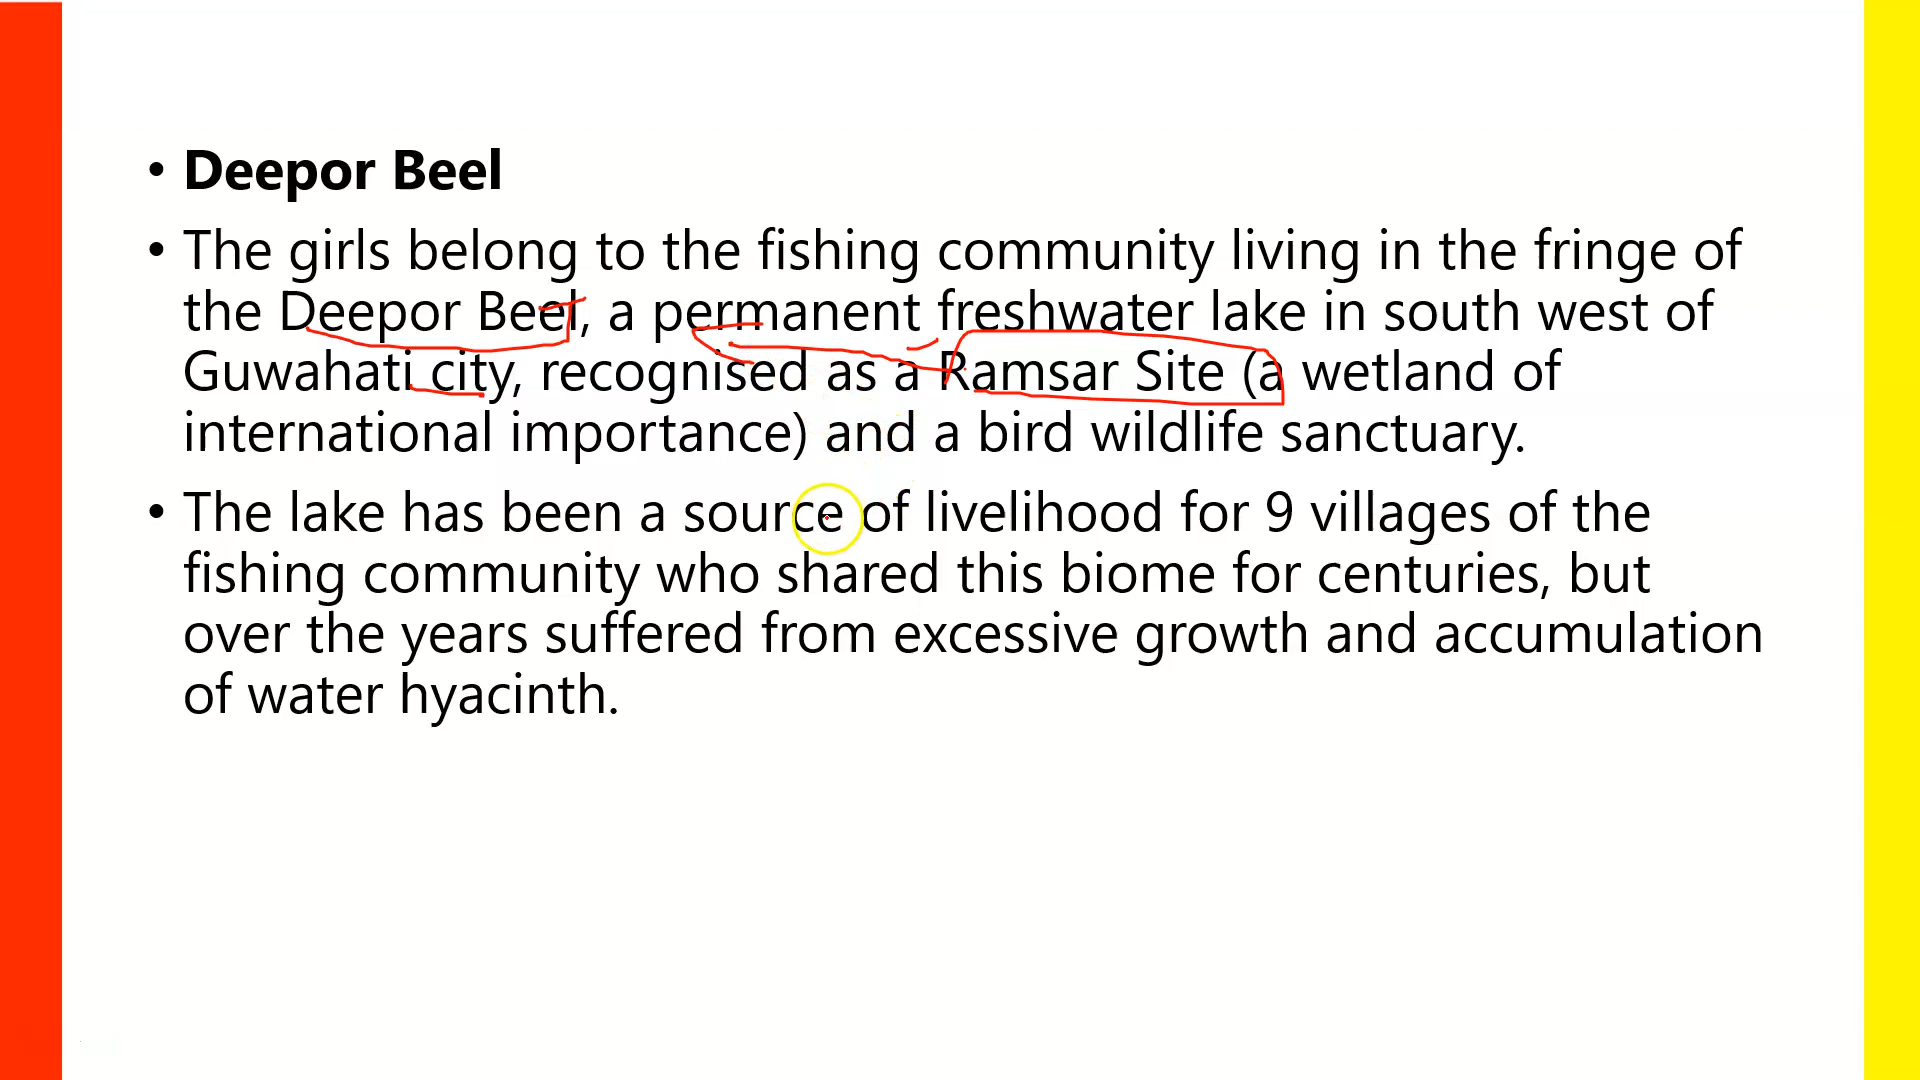 • Deepor Beel
• The girls belong to the fishing community living in the fringe of
the Deepor Beel, a permanent freshwater lake in south west of
Guwahati city, recognised as a Ramsar Site (a wetland of
international importance) and a bird wildlife sanctuary.
• The lake has been a source of livelihood for 9 villages of the
fishing community who shared this biome for centuries, but
over the years suffered from excessive growth and accumulation
of water hyacinth.